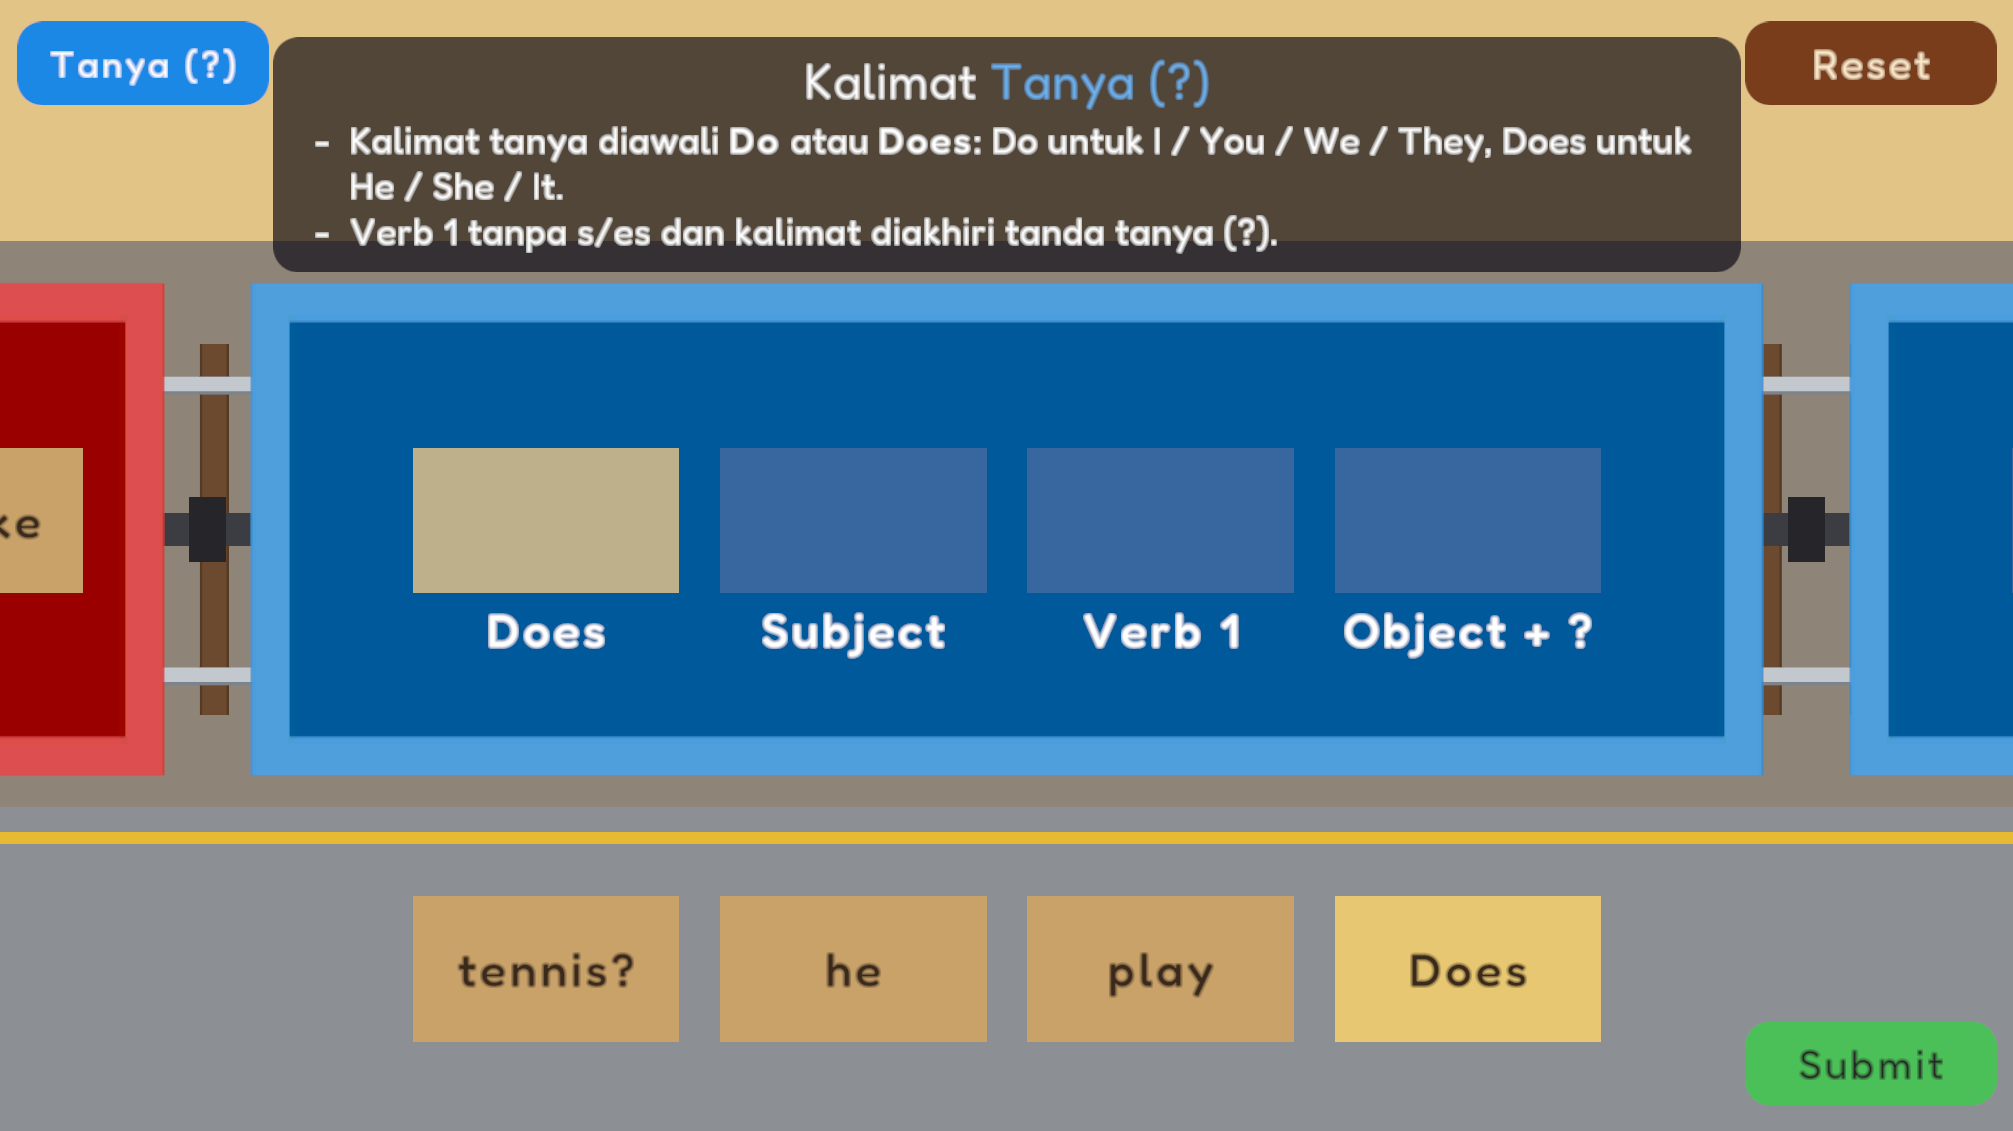 Tanya (?)
Kalimat Tanya (?)
Reset
- Kalimat tanya diawali Do atau Does: Do untuk I / You / We / They, Does untuk
He / She / It.
- Verb 1 tanpa s/es dan kalimat diakhiri tanda tanya (?).
ke
Does
Subject
Verb 1
Object + ?
tennis?
he
play
Does
Submit